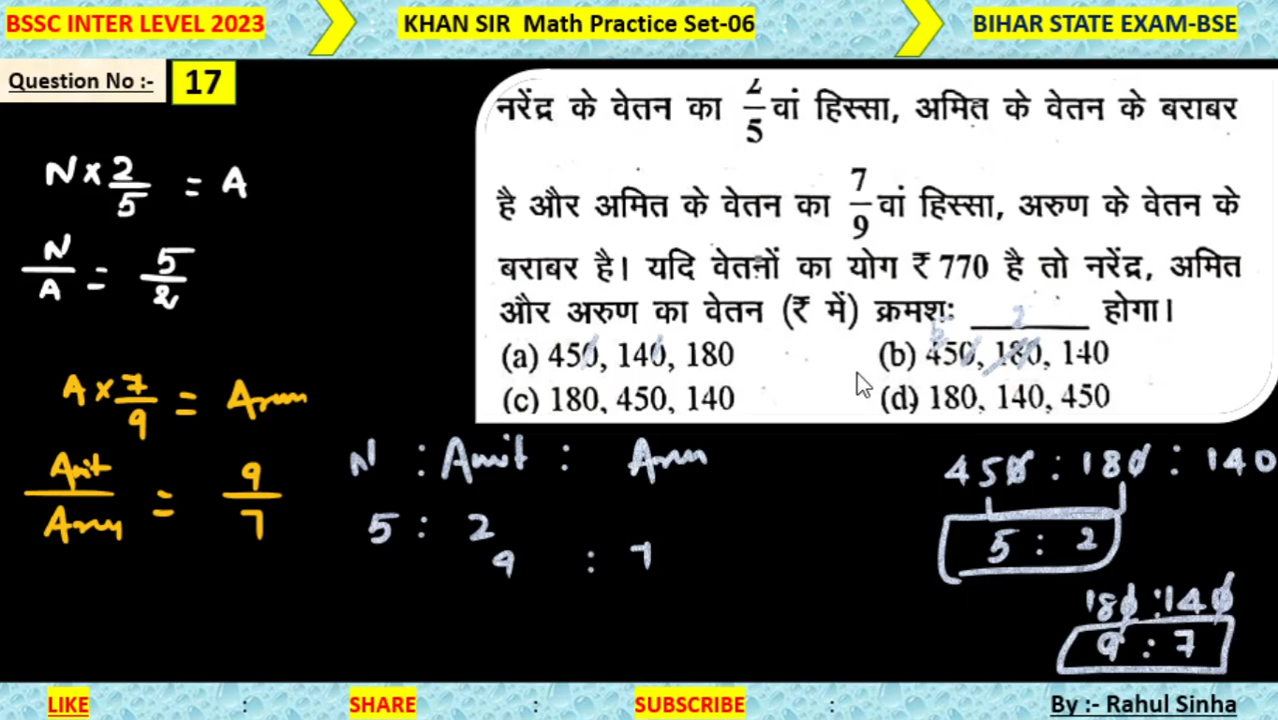 BSSC INTER LEVEL 2023 KHAN SIR Math Practice Set-06 BIHAR STATE EXAM-BSE
Question No :- 17
नरेंद्र के वेतन का 2/5 वां हिस्सा, अमित के वेतन के बराबर
है और अमित के वेतन का 7/9 वां हिस्सा, अरुण के वेतन के
बराबर है। यदि वेतनों का योग ₹ 770 है तो नरेंद्र, अमित
और अरुण का वेतन (₹ में) क्रमशः ________ होगा।
(a) 450, 140, 180 (b) 450, 180, 140
(c) 180, 450, 140 (d) 180, 140, 450
N × 2/5 = A
N/A = 5/2
A × 7/9 = Arun
Amit/Arun = 9/7
N : Amit : Arun
5 : 2
9 : 7
450 : 180 : 140
5 : 2
180 : 140
9 : 7
LIKE : SHARE : SUBSCRIBE : By :- Rahul Sinha